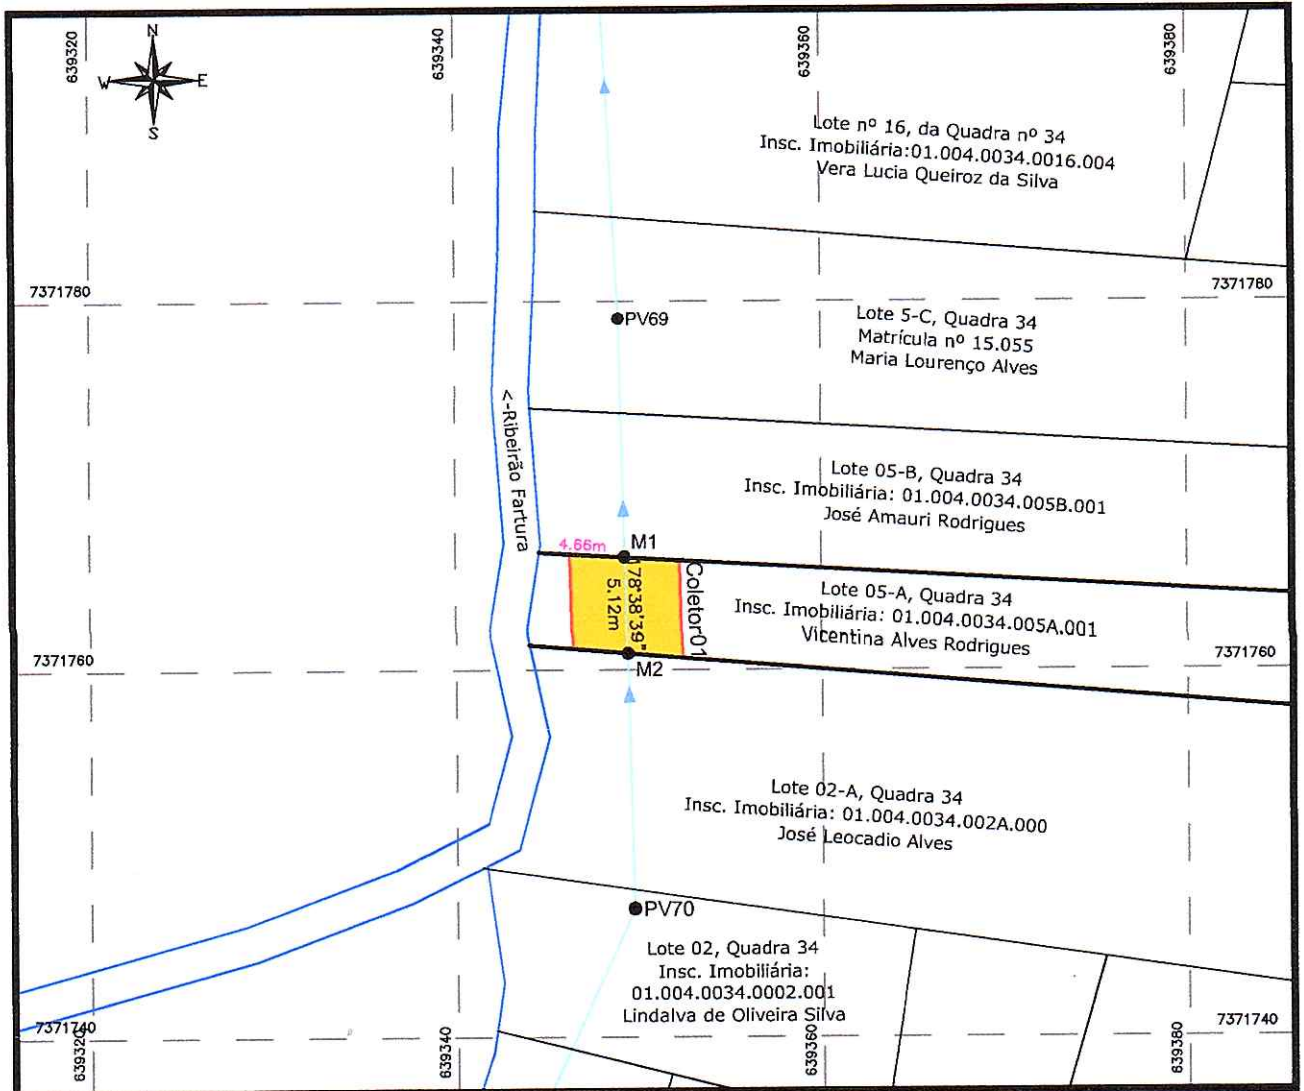 639320
639340
639360
639380
N
W
E
S
Lote nº 16, da Quadra nº 34
Insc. Imobiliária:01.004.0034.0016.004
Vera Lucia Queiroz da Silva
7371780
7371780
PV69
Lote 5-C, Quadra 34
Matrícula nº 15.055
Maria Lourenço Alves
<-Ribeirão Fartura
Lote 05-B, Quadra 34
Insc. Imobiliária: 01.004.0034.005B.001
José Amauri Rodrigues
4.66m
M1
178°38'39"
5.12m
Coletor01
Lote 05-A, Quadra 34
Insc. Imobiliária: 01.004.0034.005A.001
Vicentina Alves Rodrigues
7371760
M2
7371760
Lote 02-A, Quadra 34
Insc. Imobiliária: 01.004.0034.002A.000
José Leocadio Alves
PV70
Lote 02, Quadra 34
Insc. Imobiliária:
01.004.0034.0002.001
Lindalva de Oliveira Silva
7371740
7371740
639320
639340
639360
639380